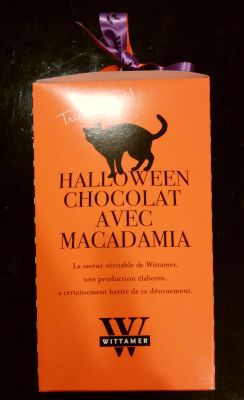 HALLOWEEN
CHOCOLAT
AVEC
MACADAMIA
La saveur véritable de Wittamer,
une production élaborée,
a certainement hérité de ce dévouement.
W
WITTAMER